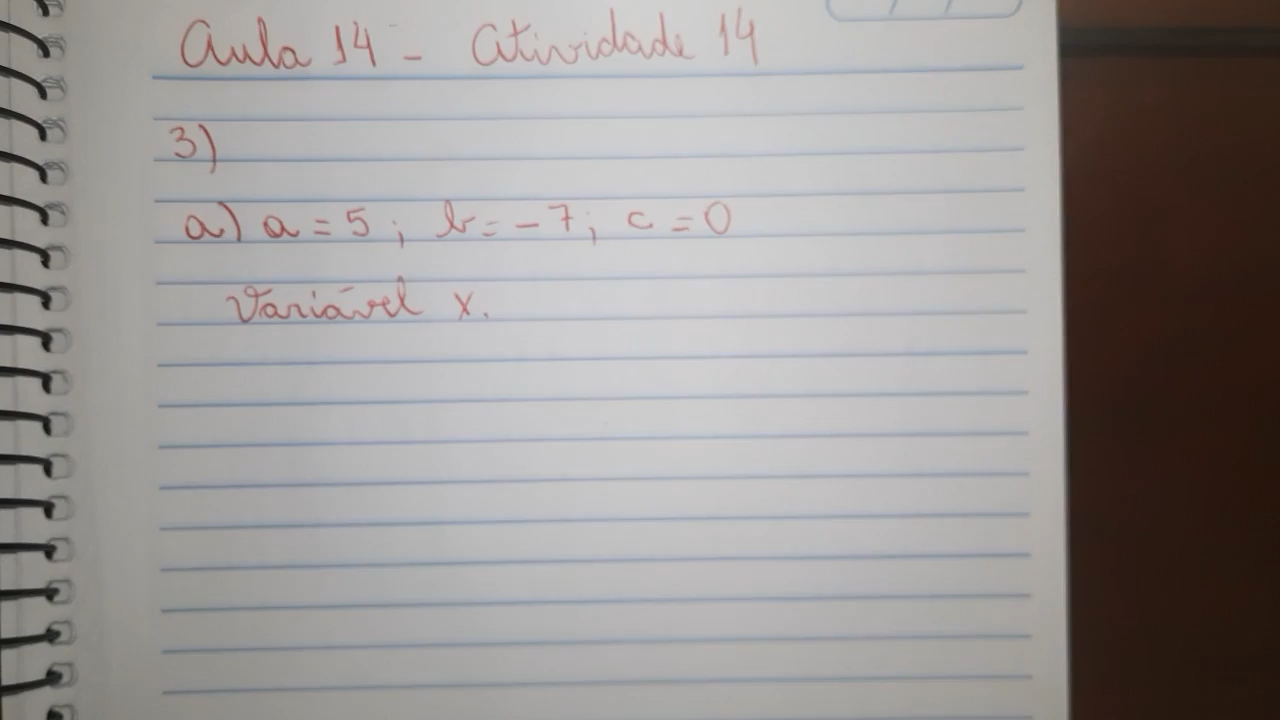 Aula 14 - Atividade 14
3)
a) a = 5 ; b = - 7 ; c = 0
Variável x.